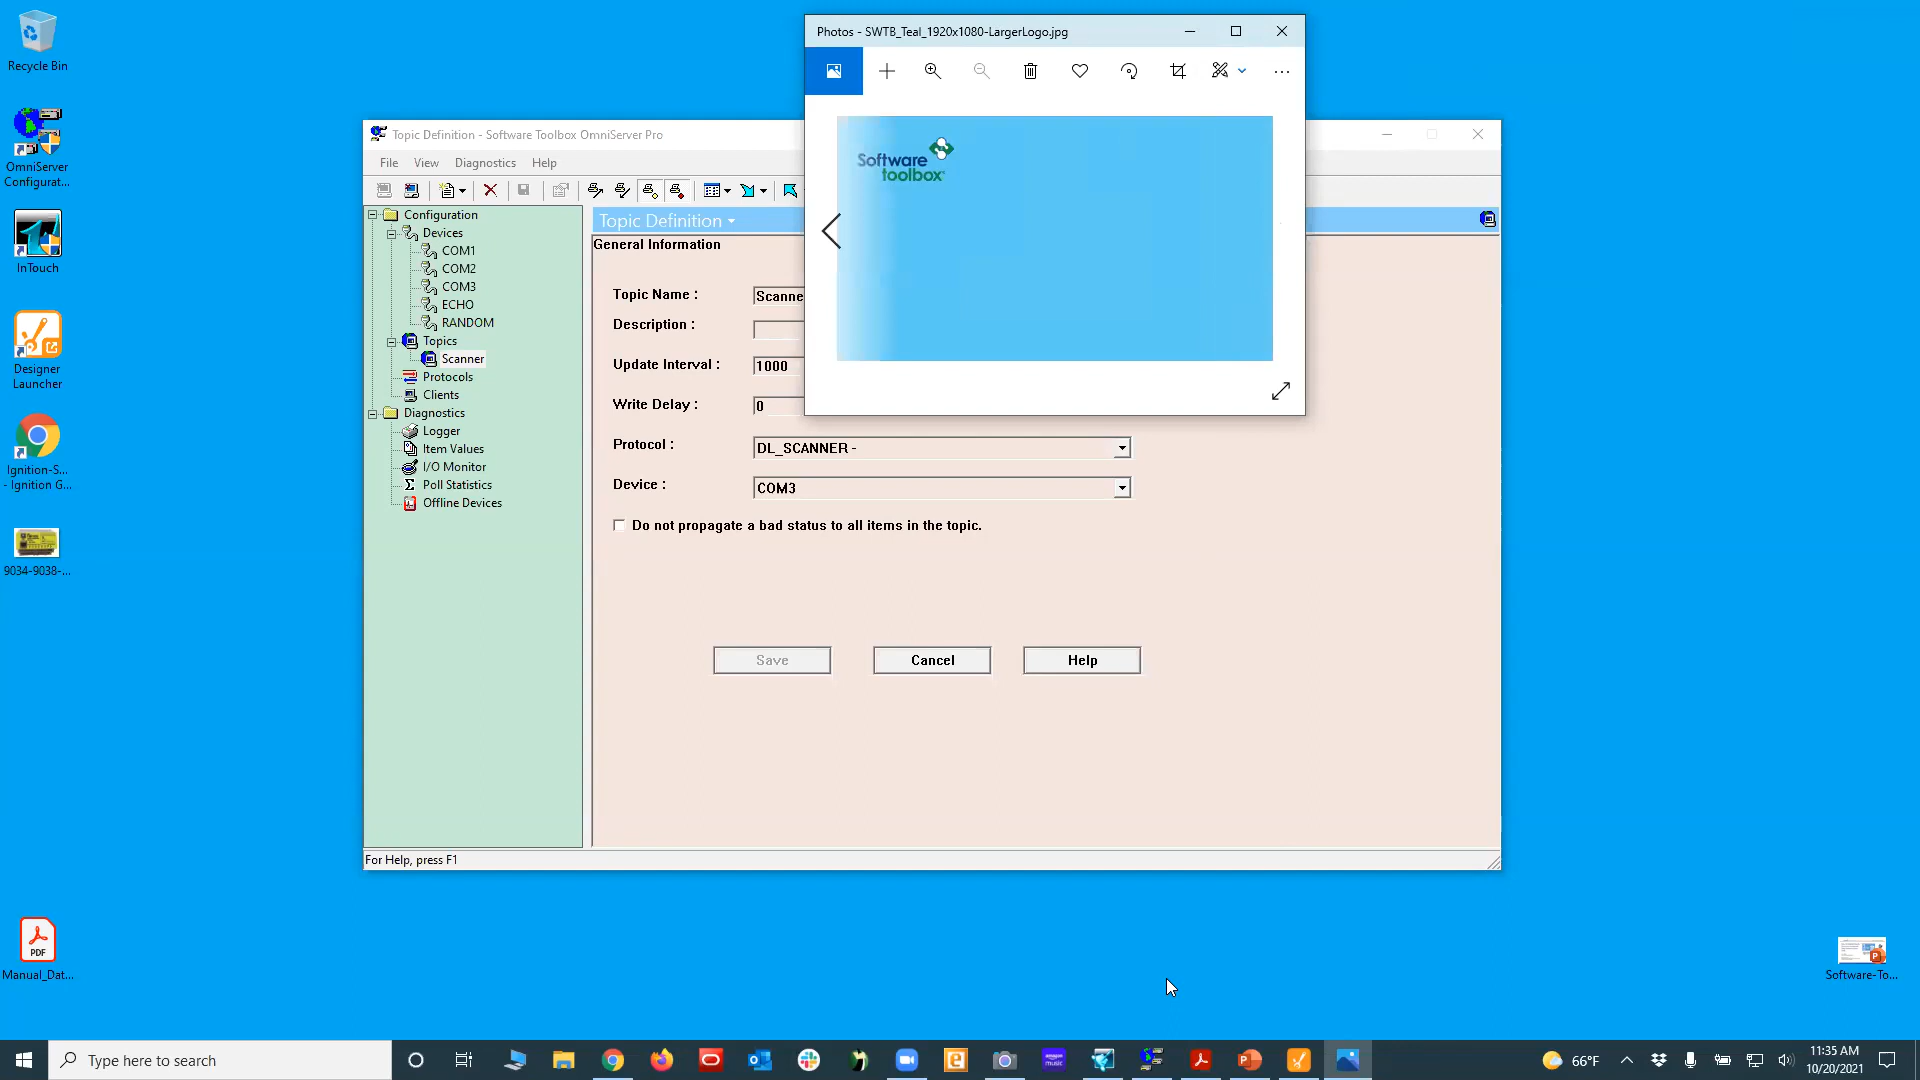 Recycle Bin
OmniServer
Configurat...
InTouch
Designer
Launcher
Ignition-S...
- Ignition G...
9034-9038-...
PDF
Manual_Dat...
Photos - SWTB_Teal_1920x1080-LargerLogo.jpg
Software
toolbox
Topic Definition - Software Toolbox OmniServer Pro
File View Diagnostics Help
Configuration
Devices
COM1
COM2
COM3
ECHO
RANDOM
Topics
Scanner
Protocols
Clients
Diagnostics
Logger
Item Values
I/O Monitor
Poll Statistics
Offline Devices
Topic Definition
General Information
Topic Name : Scanne
Description :
Update Interval : 1000
Write Delay : 0
Protocol : DL_SCANNER -
Device : COM3
Do not propagate a bad status to all items in the topic.
Save Cancel Help
For Help, press F1
Software-To...
Type here to search
66°F
11:35 AM
10/20/2021